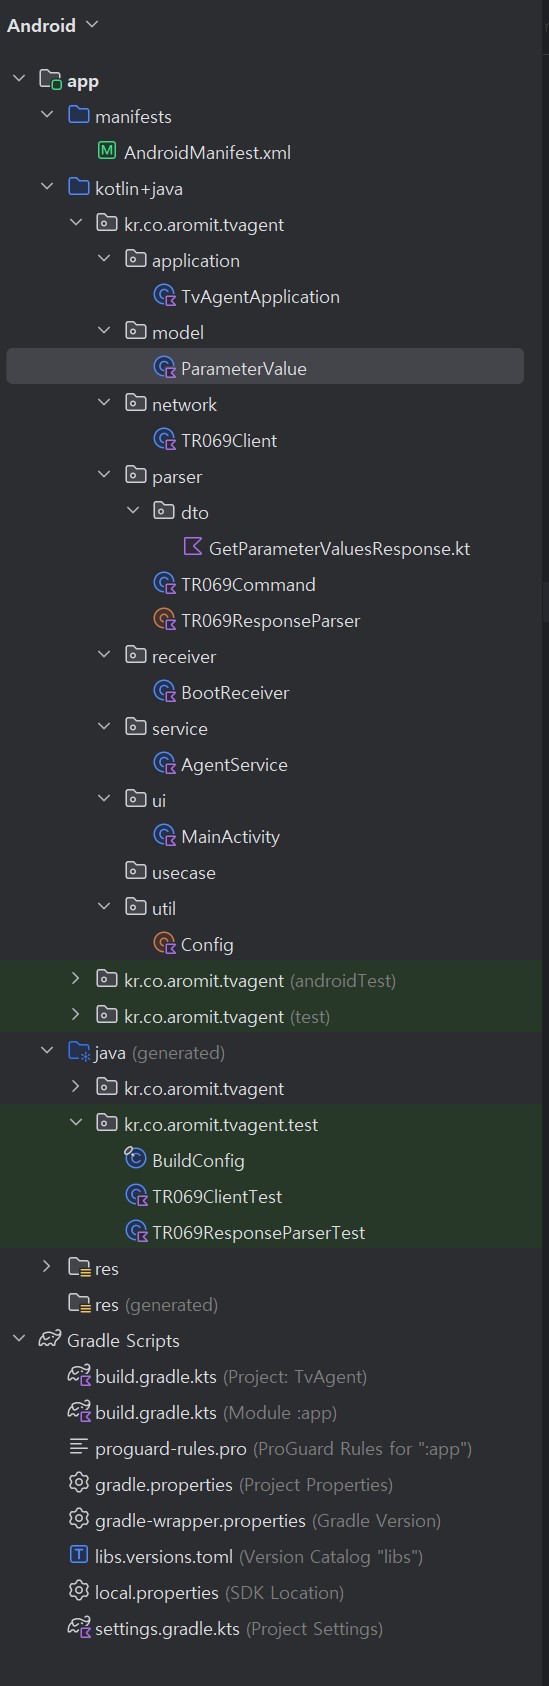 Android
app
manifests
AndroidManifest.xml
kotlin+java
kr.co.aromit.tvagent
application
TvAgentApplication
model
ParameterValue
network
TR069Client
parser
dto
GetParameterValuesResponse.kt
TR069Command
TR069ResponseParser
receiver
BootReceiver
service
AgentService
ui
MainActivity
usecase
util
Config
kr.co.aromit.tvagent (androidTest)
kr.co.aromit.tvagent (test)
java (generated)
kr.co.aromit.tvagent
kr.co.aromit.tvagent.test
BuildConfig
TR069ClientTest
TR069ResponseParserTest
res
res (generated)
Gradle Scripts
build.gradle.kts (Project: TvAgent)
build.gradle.kts (Module :app)
proguard-rules.pro (ProGuard Rules for ":app")
gradle.properties (Project Properties)
gradle-wrapper.properties (Gradle Version)
libs.versions.toml (Version Catalog "libs")
local.properties (SDK Location)
settings.gradle.kts (Project Settings)